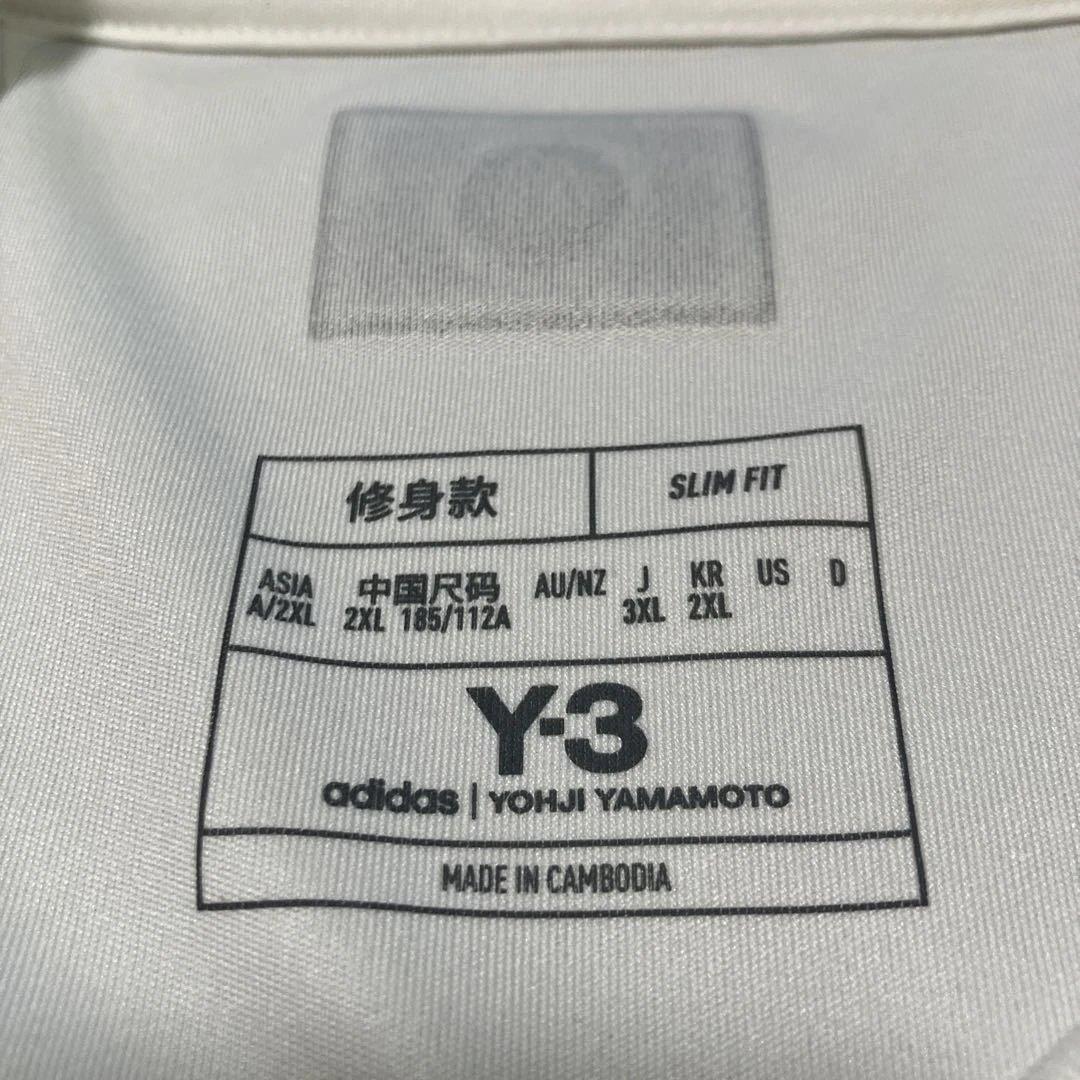 修身款 SLIM FIT
ASIA 中国尺码 AU/NZ J KR US D
A/2XL 2XL 185/112A 3XL 2XL
Y-3
adidas | YOHJI YAMAMOTO
MADE IN CAMBODIA